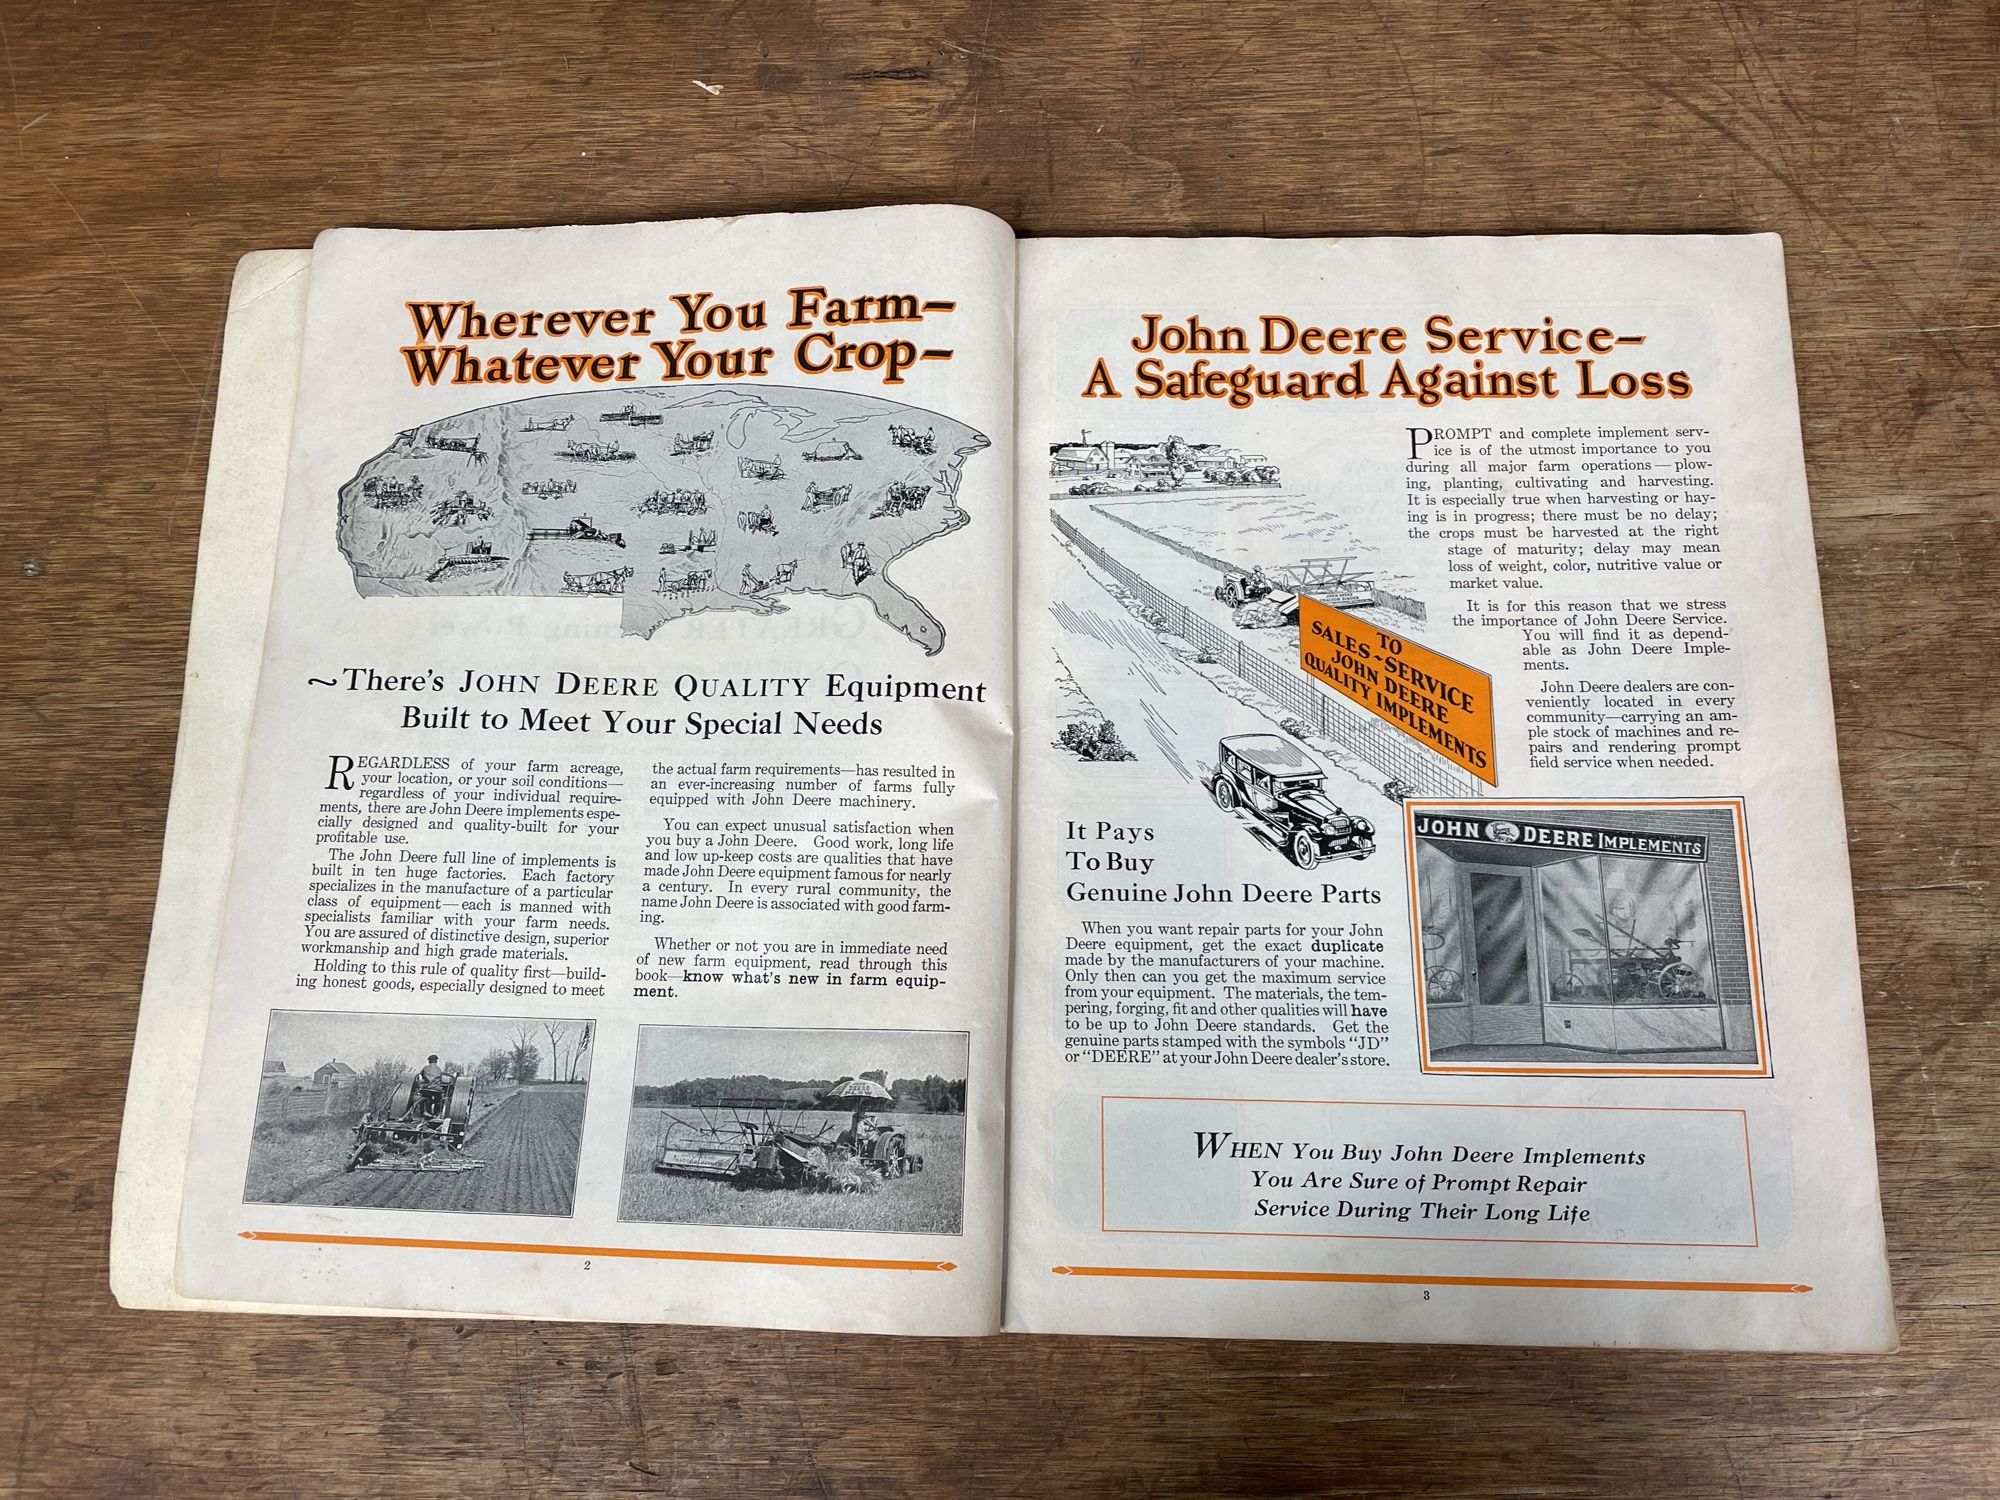 Wherever You Farm—
Whatever Your Crop—
~There's JOHN DEERE QUALITY Equipment
Built to Meet Your Special Needs
REGARDLESS of your farm acreage,
your location, or your soil conditions—
regardless of your individual require-
ments, there are John Deere implements espe-
cially designed and quality-built for your
profitable use.
The John Deere full line of implements is
built in ten huge factories. Each factory
specializes in the manufacture of a particular
class of equipment—each is manned with
specialists familiar with your farm needs.
You are assured of distinctive design, superior
workmanship and high grade materials.
Holding to this rule of quality first—build-
ing honest goods, especially designed to meet
the actual farm requirements—has resulted in
an ever-increasing number of farms fully
equipped with John Deere machinery.
You can expect unusual satisfaction when
you buy a John Deere. Good work, long life
and low up-keep costs are qualities that have
made John Deere equipment famous for nearly
a century. In every rural community, the
name John Deere is associated with good farm-
ing.
Whether or not you are in immediate need
of new farm equipment, read through this
book—know what's new in farm equip-
ment.
2
John Deere Service—
A Safeguard Against Loss
PROMPT and complete implement serv-
ice is of the utmost importance to you
during all major farm operations—plow-
ing, planting, cultivating and harvesting.
It is especially true when harvesting or hay-
ing is in progress; there must be no delay;
the crops must be harvested at the right
stage of maturity; delay may mean
loss of weight, color, nutritive value or
market value.
It is for this reason that we stress
the importance of John Deere Service.
You will find it as depend-
able as John Deere Imple-
ments.
John Deere dealers are con-
veniently located in every
community—carrying an am-
ple stock of machines and re-
pairs and rendering prompt
field service when needed.
JOHN DEERE
TRACTOR BINDER
TO
SALES-SERVICE
JOHN DEERE
QUALITY IMPLEMENTS
It Pays
To Buy
Genuine John Deere Parts
When you want repair parts for your John
Deere equipment, get the exact duplicate
made by the manufacturers of your machine.
Only then can you get the maximum service
from your equipment. The materials, the tem-
pering, forging, fit and other qualities will have
to be up to John Deere standards. Get the
genuine parts stamped with the symbols "JD"
or "DEERE" at your John Deere dealer's store.
JOHN DEERE IMPLEMENTS
WHEN You Buy John Deere Implements
You Are Sure of Prompt Repair
Service During Their Long Life
3